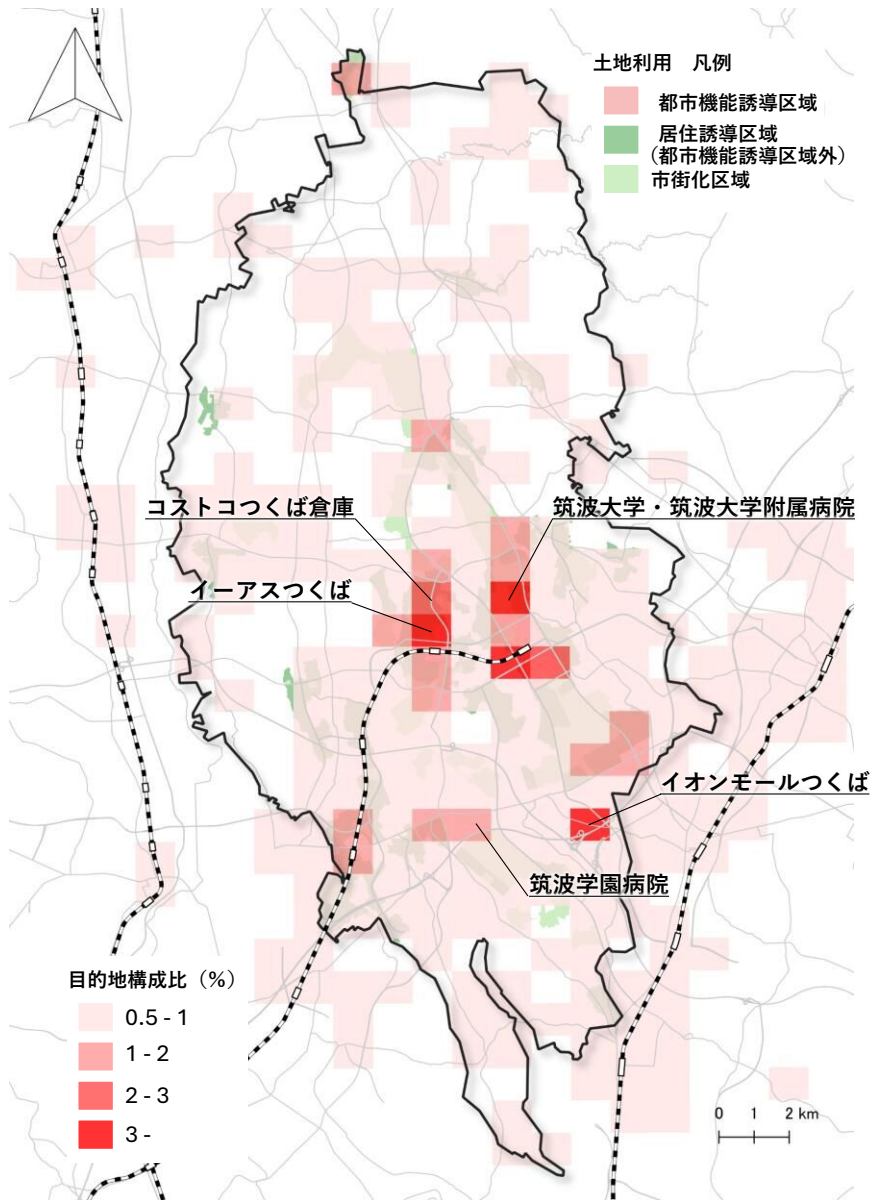 土地利用　凡例
都市機能誘導区域
居住誘導区域
（都市機能誘導区域外）
市街化区域
コストコつくば倉庫
筑波大学・筑波大学附属病院
イーアスつくば
イオンモールつくば
筑波学園病院
目的地構成比（%）
0.5 - 1
1 - 2
2 - 3
3 -
0 1 2 km